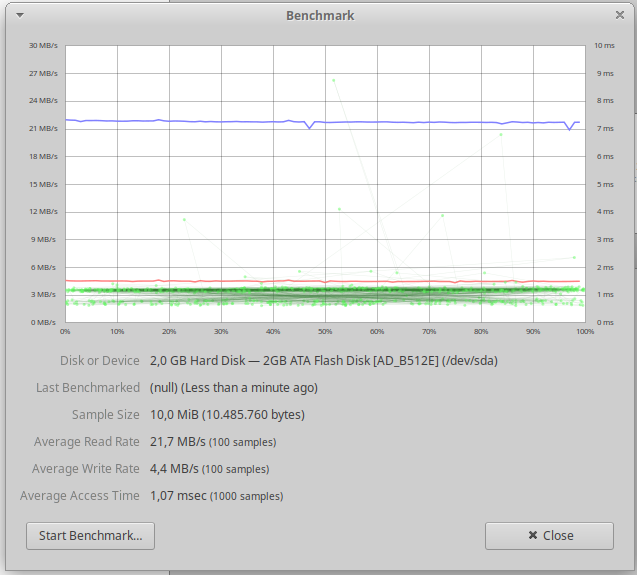 Benchmark
30 MB/s
27 MB/s
24 MB/s
21 MB/s
18 MB/s
15 MB/s
12 MB/s
9 MB/s
6 MB/s
3 MB/s
0 MB/s
10 ms
9 ms
8 ms
7 ms
6 ms
5 ms
4 ms
3 ms
2 ms
1 ms
0 ms
0% 10% 20% 30% 40% 50% 60% 70% 80% 90% 100%
Disk or Device 2,0 GB Hard Disk — 2GB ATA Flash Disk [AD_B512E] (/dev/sda)
Last Benchmarked (null) (Less than a minute ago)
Sample Size 10,0 MiB (10.485.760 bytes)
Average Read Rate 21,7 MB/s (100 samples)
Average Write Rate 4,4 MB/s (100 samples)
Average Access Time 1,07 msec (1000 samples)
Start Benchmark... Close